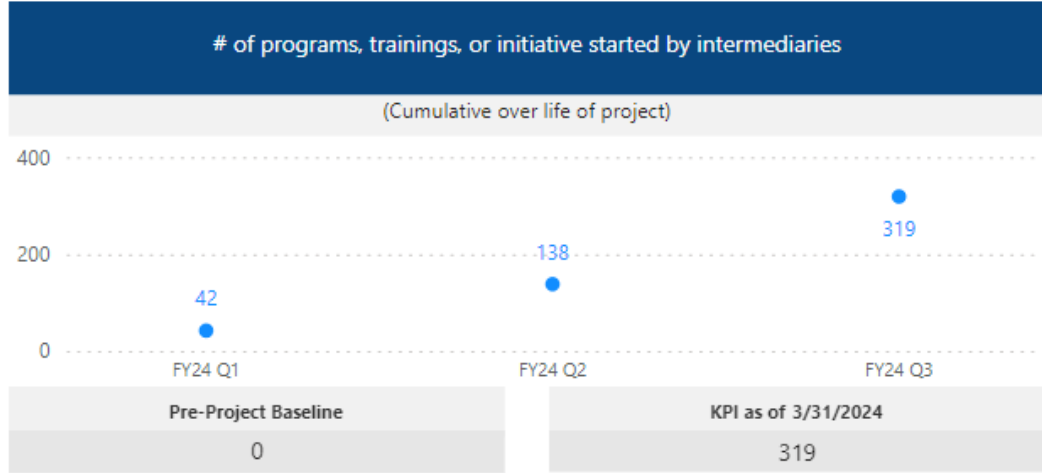 # of programs, trainings, or initiative started by intermediaries
(Cumulative over life of project)
400
200
0
42
138
319
FY24 Q1
FY24 Q2
FY24 Q3
Pre-Project Baseline
0
KPI as of 3/31/2024
319